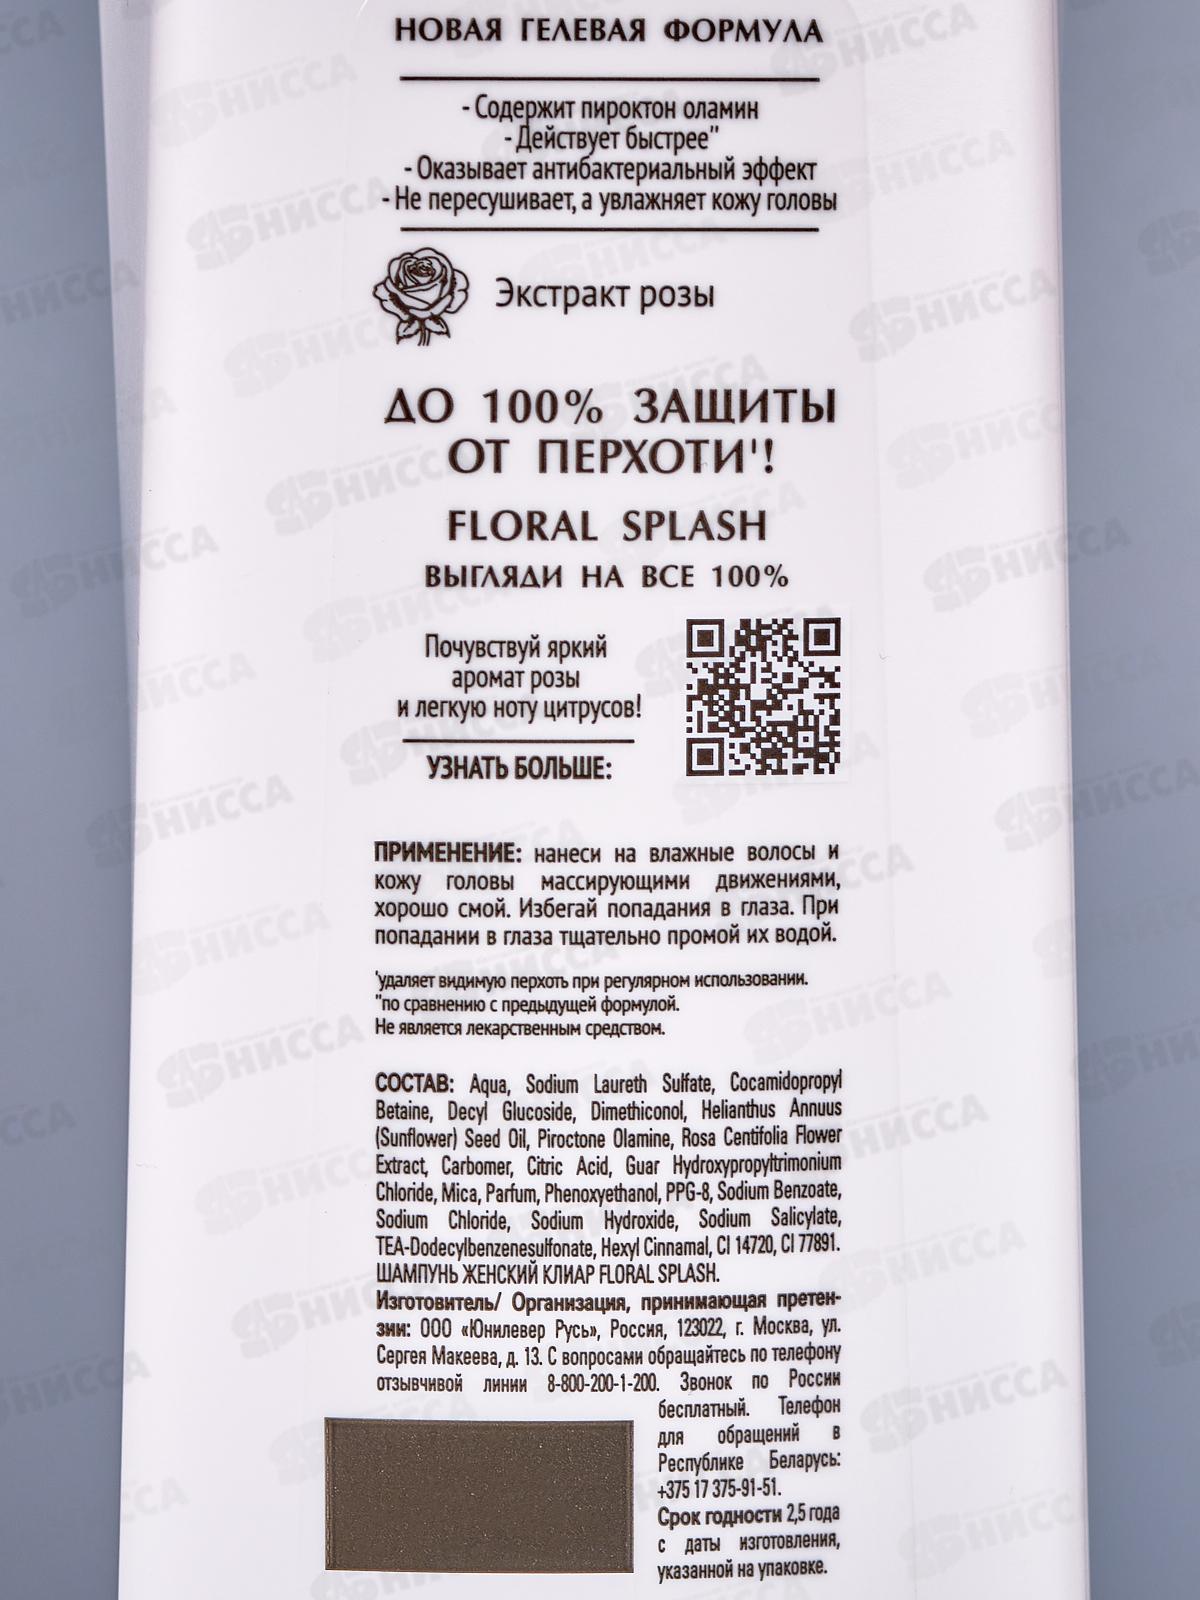 НОВАЯ ГЕЛЕВАЯ ФОРМУЛА
- Содержит пироктон оламин
- Действует быстрее"
- Оказывает антибактериальный эффект
- Не пересушивает, а увлажняет кожу головы
Экстракт розы
ДО 100% ЗАЩИТЫ
ОТ ПЕРХОТИ'!
FLORAL SPLASH
ВЫГЛЯДИ НА ВСЕ 100%
Почувствуй яркий
аромат розы
и легкую ноту цитрусов!
УЗНАТЬ БОЛЬШЕ:
ПРИМЕНЕНИЕ: нанеси на влажные волосы и
кожу головы массирующими движениями,
хорошо смой. Избегай попадания в глаза. При
попадании в глаза тщательно промой их водой.
'удаляет видимую перхоть при регулярном использовании.
"по сравнению с предыдущей формулой.
Не является лекарственным средством.
СОСТАВ: Aqua, Sodium Laureth Sulfate, Cocamidopropyl
Betaine, Decyl Glucoside, Dimethiconol, Helianthus Annuus
(Sunflower) Seed Oil, Piroctone Olamine, Rosa Centifolia Flower
Extract, Carbomer, Citric Acid, Guar Hydroxypropyltrimonium
Chloride, Mica, Parfum, Phenoxyethanol, PPG-8, Sodium Benzoate,
Sodium Chloride, Sodium Hydroxide, Sodium Salicylate,
TEA-Dodecylbenzenesulfonate, Hexyl Cinnamal, CI 14720, CI 77891.
ШАМПУНЬ ЖЕНСКИЙ КЛИАР FLORAL SPLASH.
Изготовитель/ Организация, принимающая претен-
зии: ООО «Юнилевер Русь», Россия, 123022, г. Москва, ул.
Сергея Макеева, д. 13. С вопросами обращайтесь по телефону
отзывчивой линии 8-800-200-1-200. Звонок по России
бесплатный. Телефон
для обращений в
Республике Беларусь:
+375 17 375-91-51.
Срок годности 2,5 года
с даты изготовления,
указанной на упаковке.